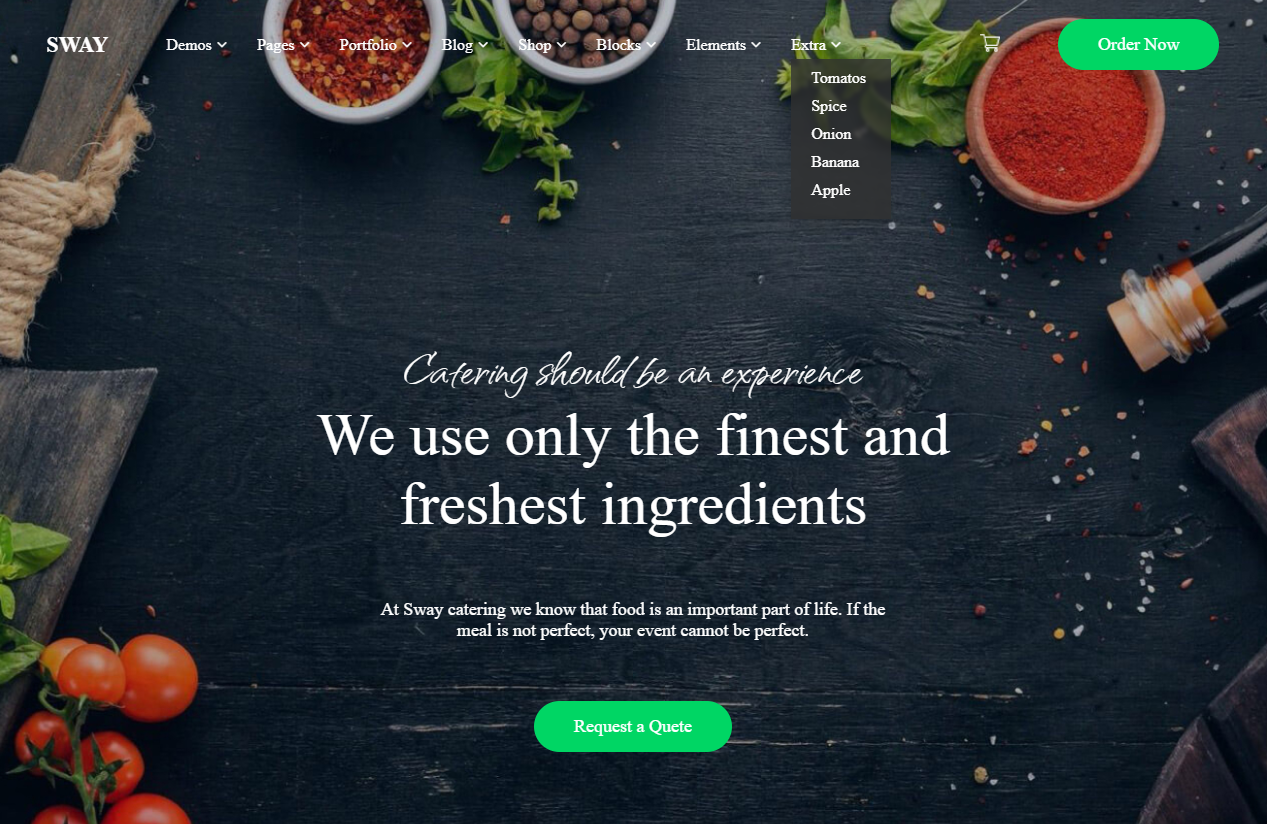 SWAY Demos Pages Portfolio Blog Shop Blocks Elements Extra Order Now
Tomatos
Spice
Onion
Banana
Apple
Catering should be an experience
We use only the finest and
freshest ingredients
At Sway catering we know that food is an important part of life. If the
meal is not perfect, your event cannot be perfect.
Request a Quete